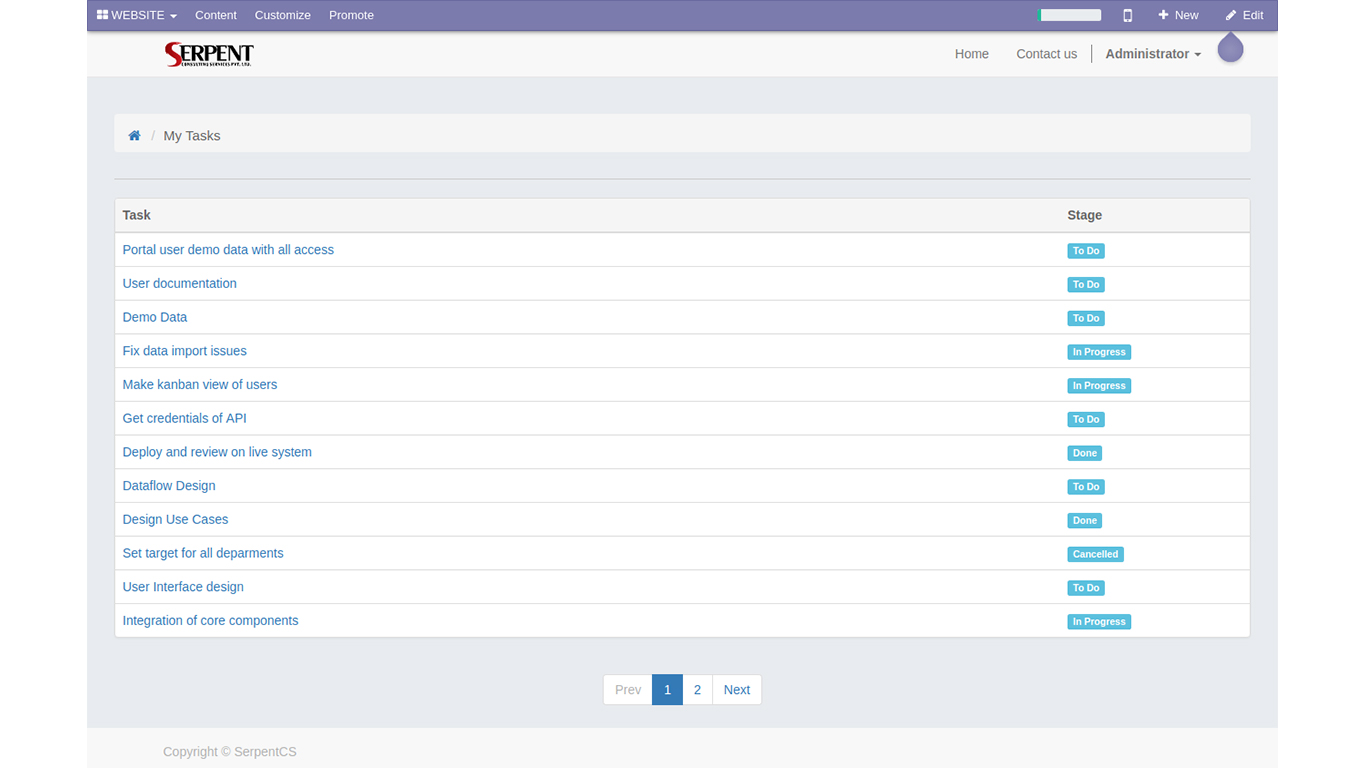 WEBSITE Content Customize Promote New Edit
SERPENT Home Contact us Administrator
CONSULTING SERVICES PVT. LTD.
/ My Tasks
Task Stage
Portal user demo data with all access To Do
User documentation To Do
Demo Data To Do
Fix data import issues In Progress
Make kanban view of users In Progress
Get credentials of API To Do
Deploy and review on live system Done
Dataflow Design To Do
Design Use Cases Done
Set target for all deparments Cancelled
User Interface design To Do
Integration of core components In Progress
Prev 1 2 Next
Copyright © SerpentCS